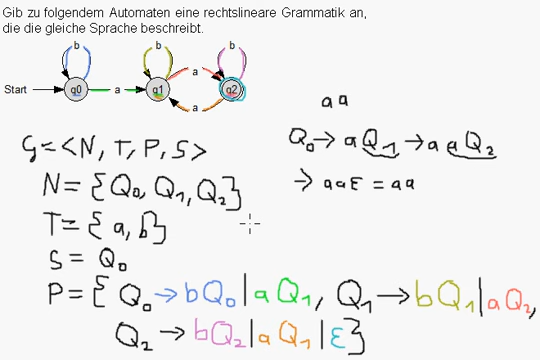 Gib zu folgendem Automaten eine rechtslineare Grammatik an,
die die gleiche Sprache beschreibt.
b b b
a
Start q0 a q1 q2
a
a a
G=<N, T, P, S>
Q₀→aQ₁→aaQ₂
N={Q₀, Q₁, Q₂}
→aaε=aa
T={a, b}
S=Q₀
P={Q₀→bQ₀|aQ₁, Q₁→bQ₁|aQ₂,
Q₂→bQ₂|aQ₁|ε}